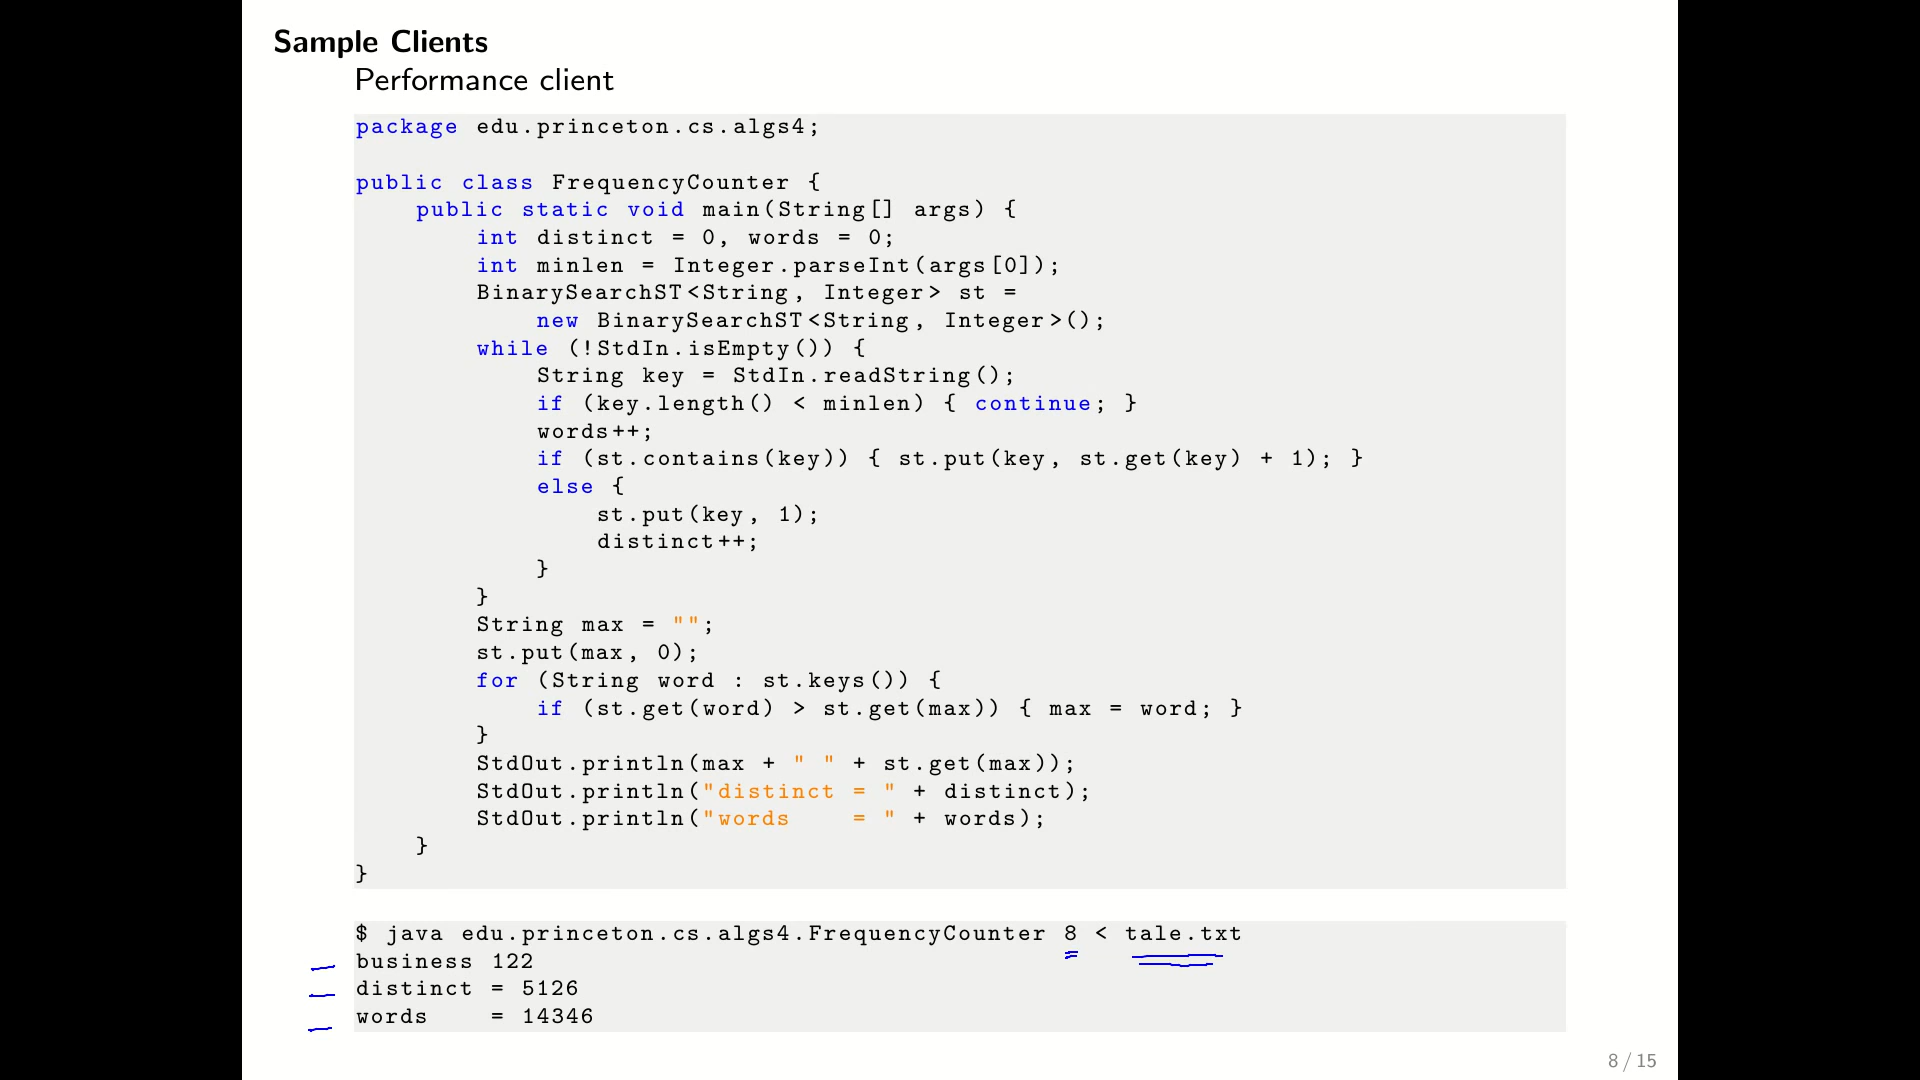 Sample Clients
Performance client
package edu.princeton.cs.algs4;
public class FrequencyCounter {
public static void main(String[] args) {
int distinct = 0, words = 0;
int minlen = Integer.parseInt(args[0]);
BinarySearchST<String, Integer> st =
new BinarySearchST<String, Integer>();
while (!StdIn.isEmpty()) {
String key = StdIn.readString();
if (key.length() < minlen) { continue; }
words++;
if (st.contains(key)) { st.put(key, st.get(key) + 1); }
else {
st.put(key, 1);
distinct++;
}
}
String max = "";
st.put(max, 0);
for (String word : st.keys()) {
if (st.get(word) > st.get(max)) { max = word; }
}
StdOut.println(max + " " + st.get(max));
StdOut.println("distinct = " + distinct);
StdOut.println("words    = " + words);
}
}
$ java edu.princeton.cs.algs4.FrequencyCounter 8 < tale.txt
business 122
distinct = 5126
words    = 14346
8 / 15